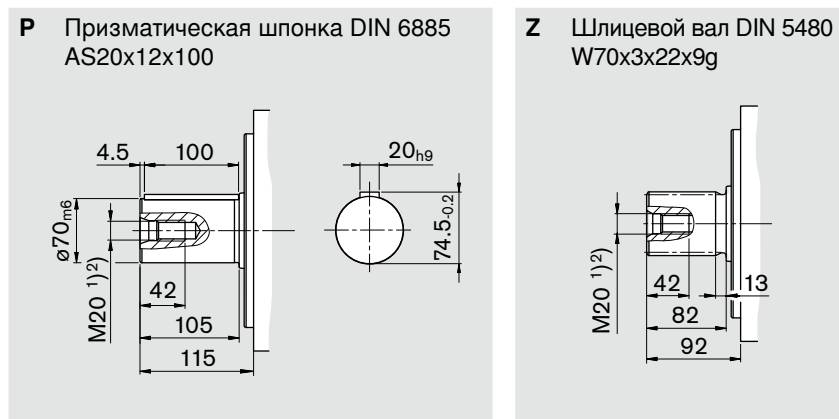 P Призматическая шпонка DIN 6885
AS20x12x100
4.5
100
20h9
ø70m6
M20 1)2)
74.5-0.2
42
105
115
Z Шлицевой вал DIN 5480
W70x3x22x9g
M20 1)2)
42
13
82
92